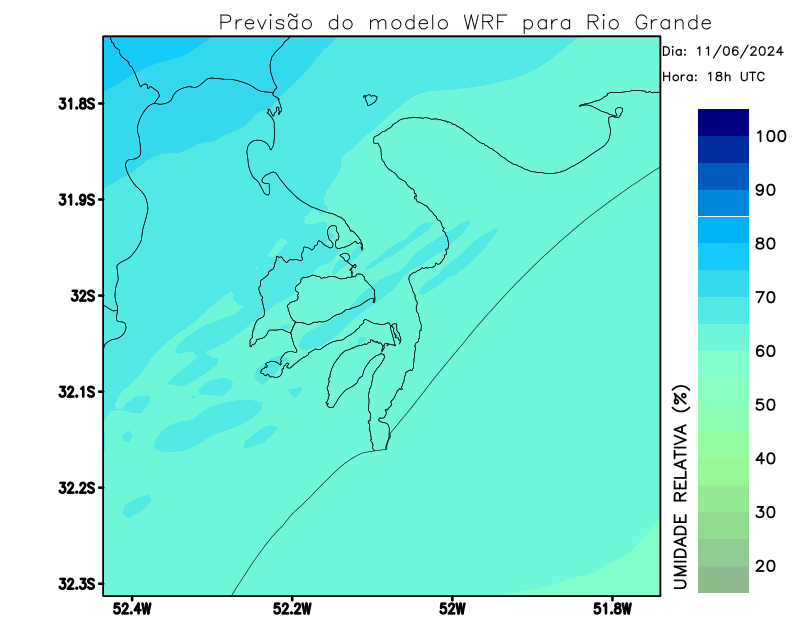 Previsão do modelo WRF para Rio Grande
Dia: 11/06/2024
Hora: 18h UTC
31.8S
31.9S
32S
32.1S
32.2S
32.3S
52.4W
52.2W
52W
51.8W
100
90
80
70
60
50
40
30
20
UMIDADE RELATIVA (%)